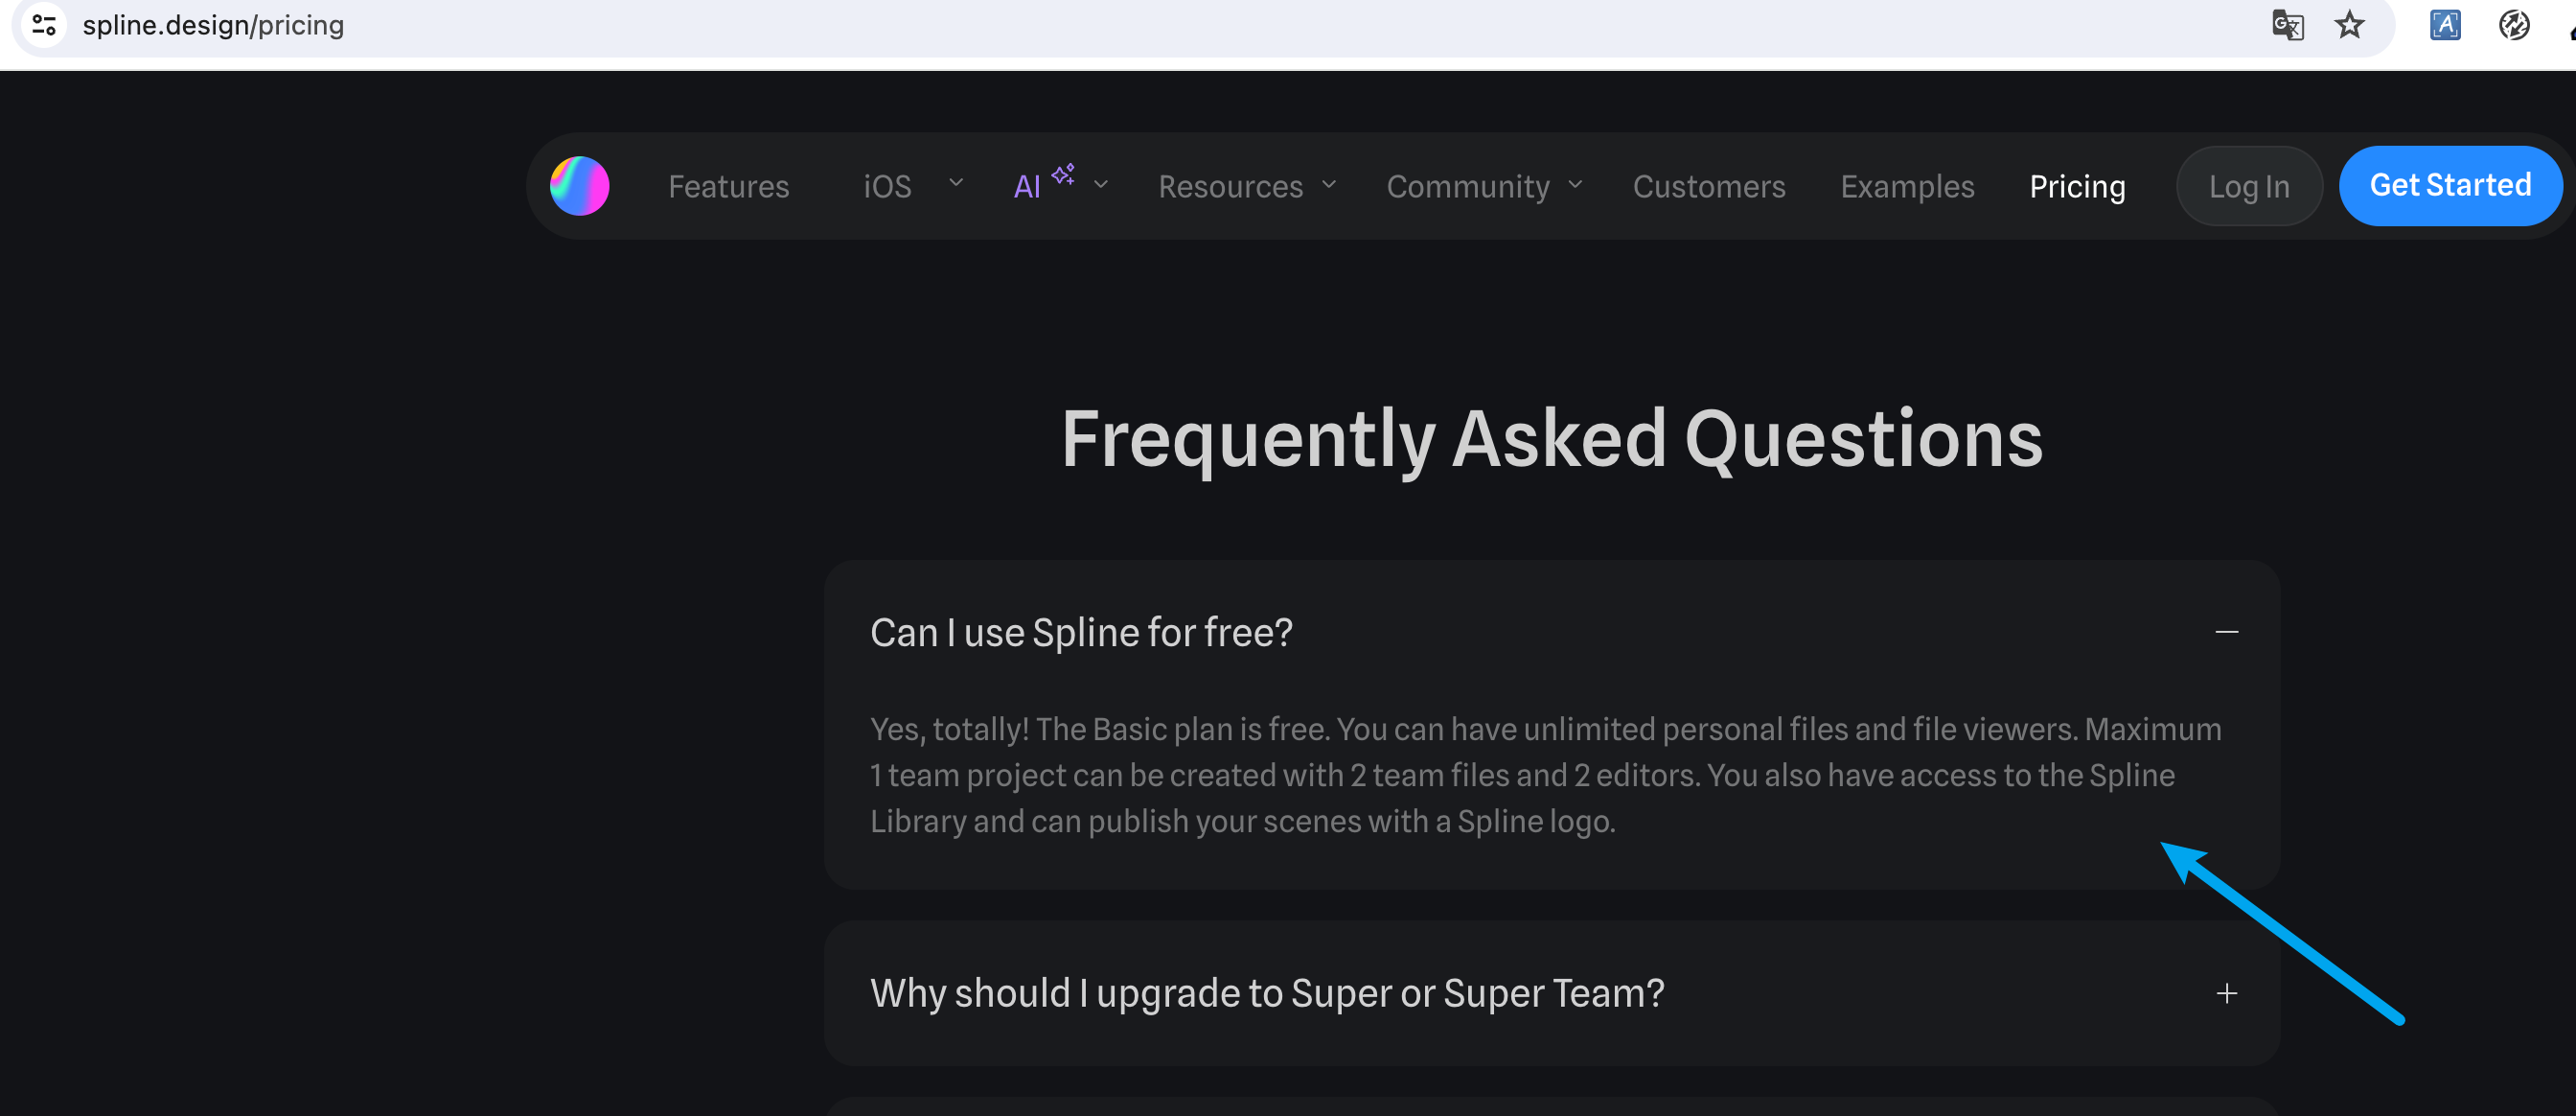 spline.design/pricing
Features iOS AI Resources Community Customers Examples Pricing Log In Get Started
Frequently Asked Questions
Can I use Spline for free?
Yes, totally! The Basic plan is free. You can have unlimited personal files and file viewers. Maximum
1 team project can be created with 2 team files and 2 editors. You also have access to the Spline
Library and can publish your scenes with a Spline logo.
Why should I upgrade to Super or Super Team?